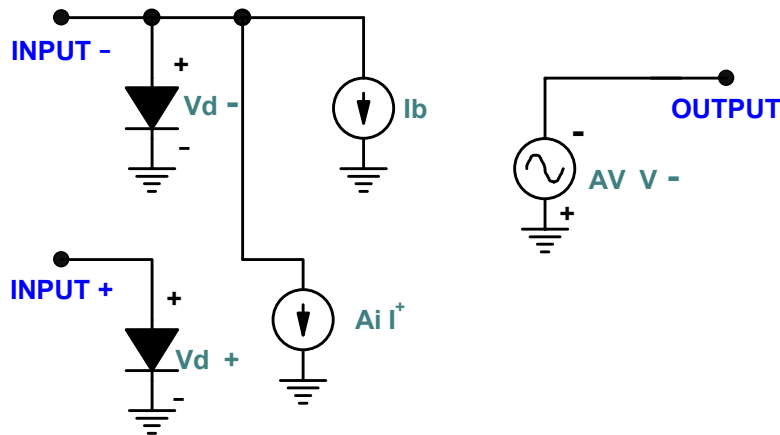 INPUT -
+
Vd -
-
Ib
-
OUTPUT
AV V -
+
INPUT +
+
Ai I+
Vd +
-